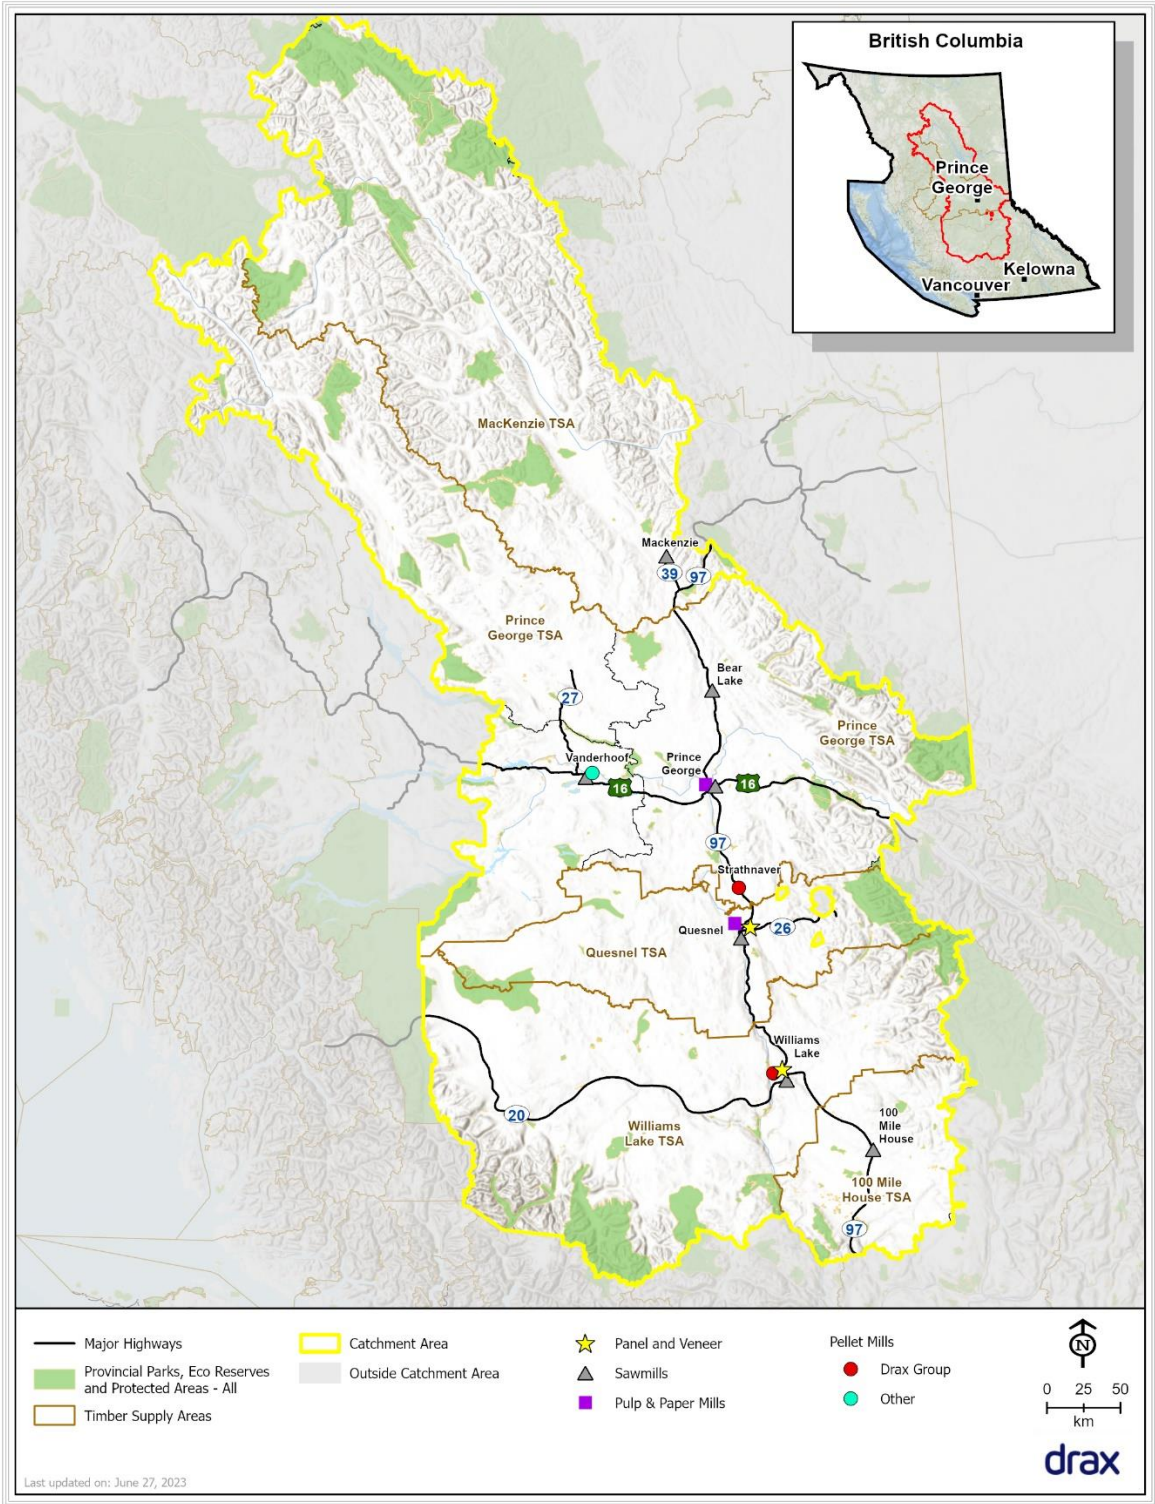 British Columbia
Prince
George
Kelowna
Vancouver
MacKenzie TSA
Mackenzie
39
97
Prince
George TSA
Bear
Lake
27
Prince
George TSA
Vanderhoof
Prince
George
16
16
97
Strathnaver
Quesnel
26
Quesnel TSA
Williams
Lake
20
100
Mile
House
Williams
Lake TSA
100 Mile
House TSA
97
Major Highways
Provincial Parks, Eco Reserves
and Protected Areas - All
Timber Supply Areas
Catchment Area
Outside Catchment Area
Panel and Veneer
Sawmills
Pulp & Paper Mills
Pellet Mills
Drax Group
Other
N
0 25 50
km
drax
Last updated on: June 27, 2023